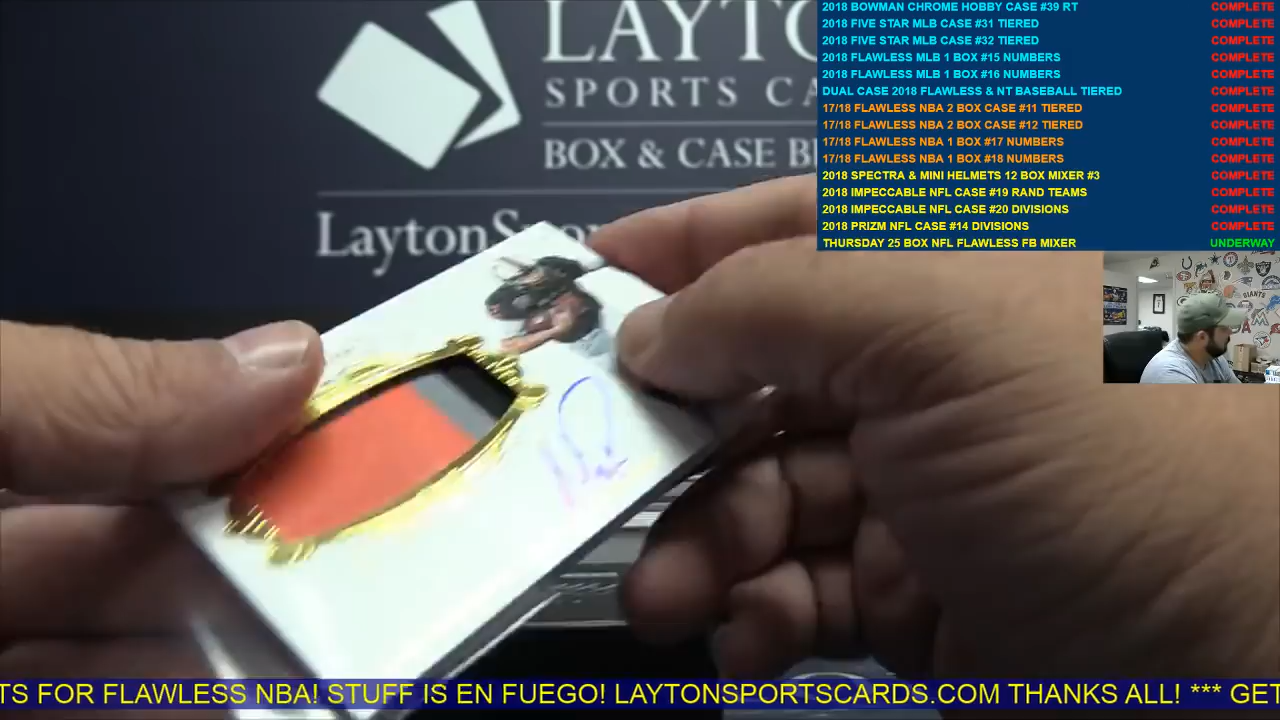 LAYTO
SPORTS CA
BOX & CASE B
LaytonSpo
2018 BOWMAN CHROME HOBBY CASE #39 RT COMPLETE
2018 FIVE STAR MLB CASE #31 TIERED COMPLETE
2018 FIVE STAR MLB CASE #32 TIERED COMPLETE
2018 FLAWLESS MLB 1 BOX #15 NUMBERS COMPLETE
2018 FLAWLESS MLB 1 BOX #16 NUMBERS COMPLETE
DUAL CASE 2018 FLAWLESS & NT BASEBALL TIERED COMPLETE
17/18 FLAWLESS NBA 2 BOX CASE #11 TIERED COMPLETE
17/18 FLAWLESS NBA 2 BOX CASE #12 TIERED COMPLETE
17/18 FLAWLESS NBA 1 BOX #17 NUMBERS COMPLETE
17/18 FLAWLESS NBA 1 BOX #18 NUMBERS COMPLETE
2018 SPECTRA & MINI HELMETS 12 BOX MIXER #3 COMPLETE
2018 IMPECCABLE NFL CASE #19 RAND TEAMS COMPLETE
2018 IMPECCABLE NFL CASE #20 DIVISIONS COMPLETE
2018 PRIZM NFL CASE #14 DIVISIONS COMPLETE
THURSDAY 25 BOX NFL FLAWLESS FB MIXER UNDERWAY
GIANTS
TS FOR FLAWLESS NBA! STUFF IS EN FUEGO! LAYTONSPORTSCARDS.COM THANKS ALL! *** GET